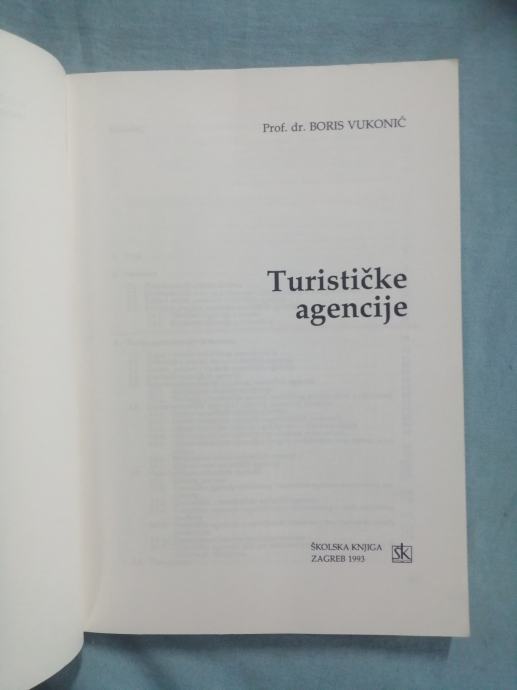 Prof. dr. BORIS VUKONIĆ
Turističke
agencije
ŠKOLSKA KNJIGA
ZAGREB 1993
ŠK